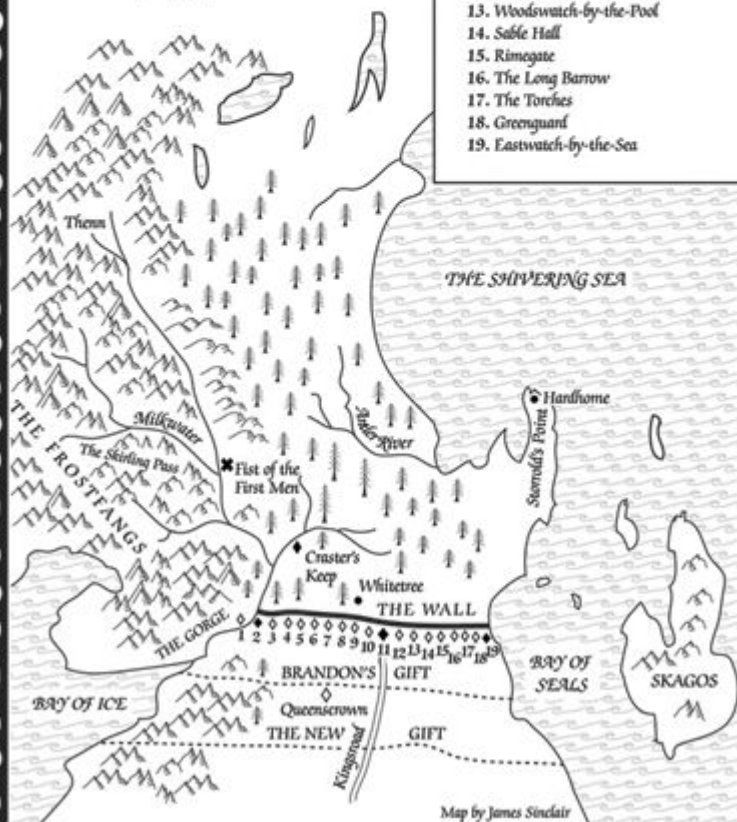 13. Woodswatch-by-the-Pool
14. Sable Hall
15. Rimegate
16. The Long Barrow
17. The Torches
18. Greenguard
19. Eastwatch-by-the-Sea
Thenn
THE SHIVERING SEA
Hardhome
Storrold's Point
Antler River
Milkwater
The Skirling Pass
THE FROSTFANGS
Fist of the
First Men
Craster's
Keep
Whitetree
THE WALL
THE GORGE
1 2 3 4 5 6 7 8 9 10 11 12 13 14 15 16 17 18 19
BRANDON'S GIFT
BAY OF
SEALS
SKAGOS
BAY OF ICE
Queenscrown
THE NEW GIFT
Kingsroad
Map by James Sinclair